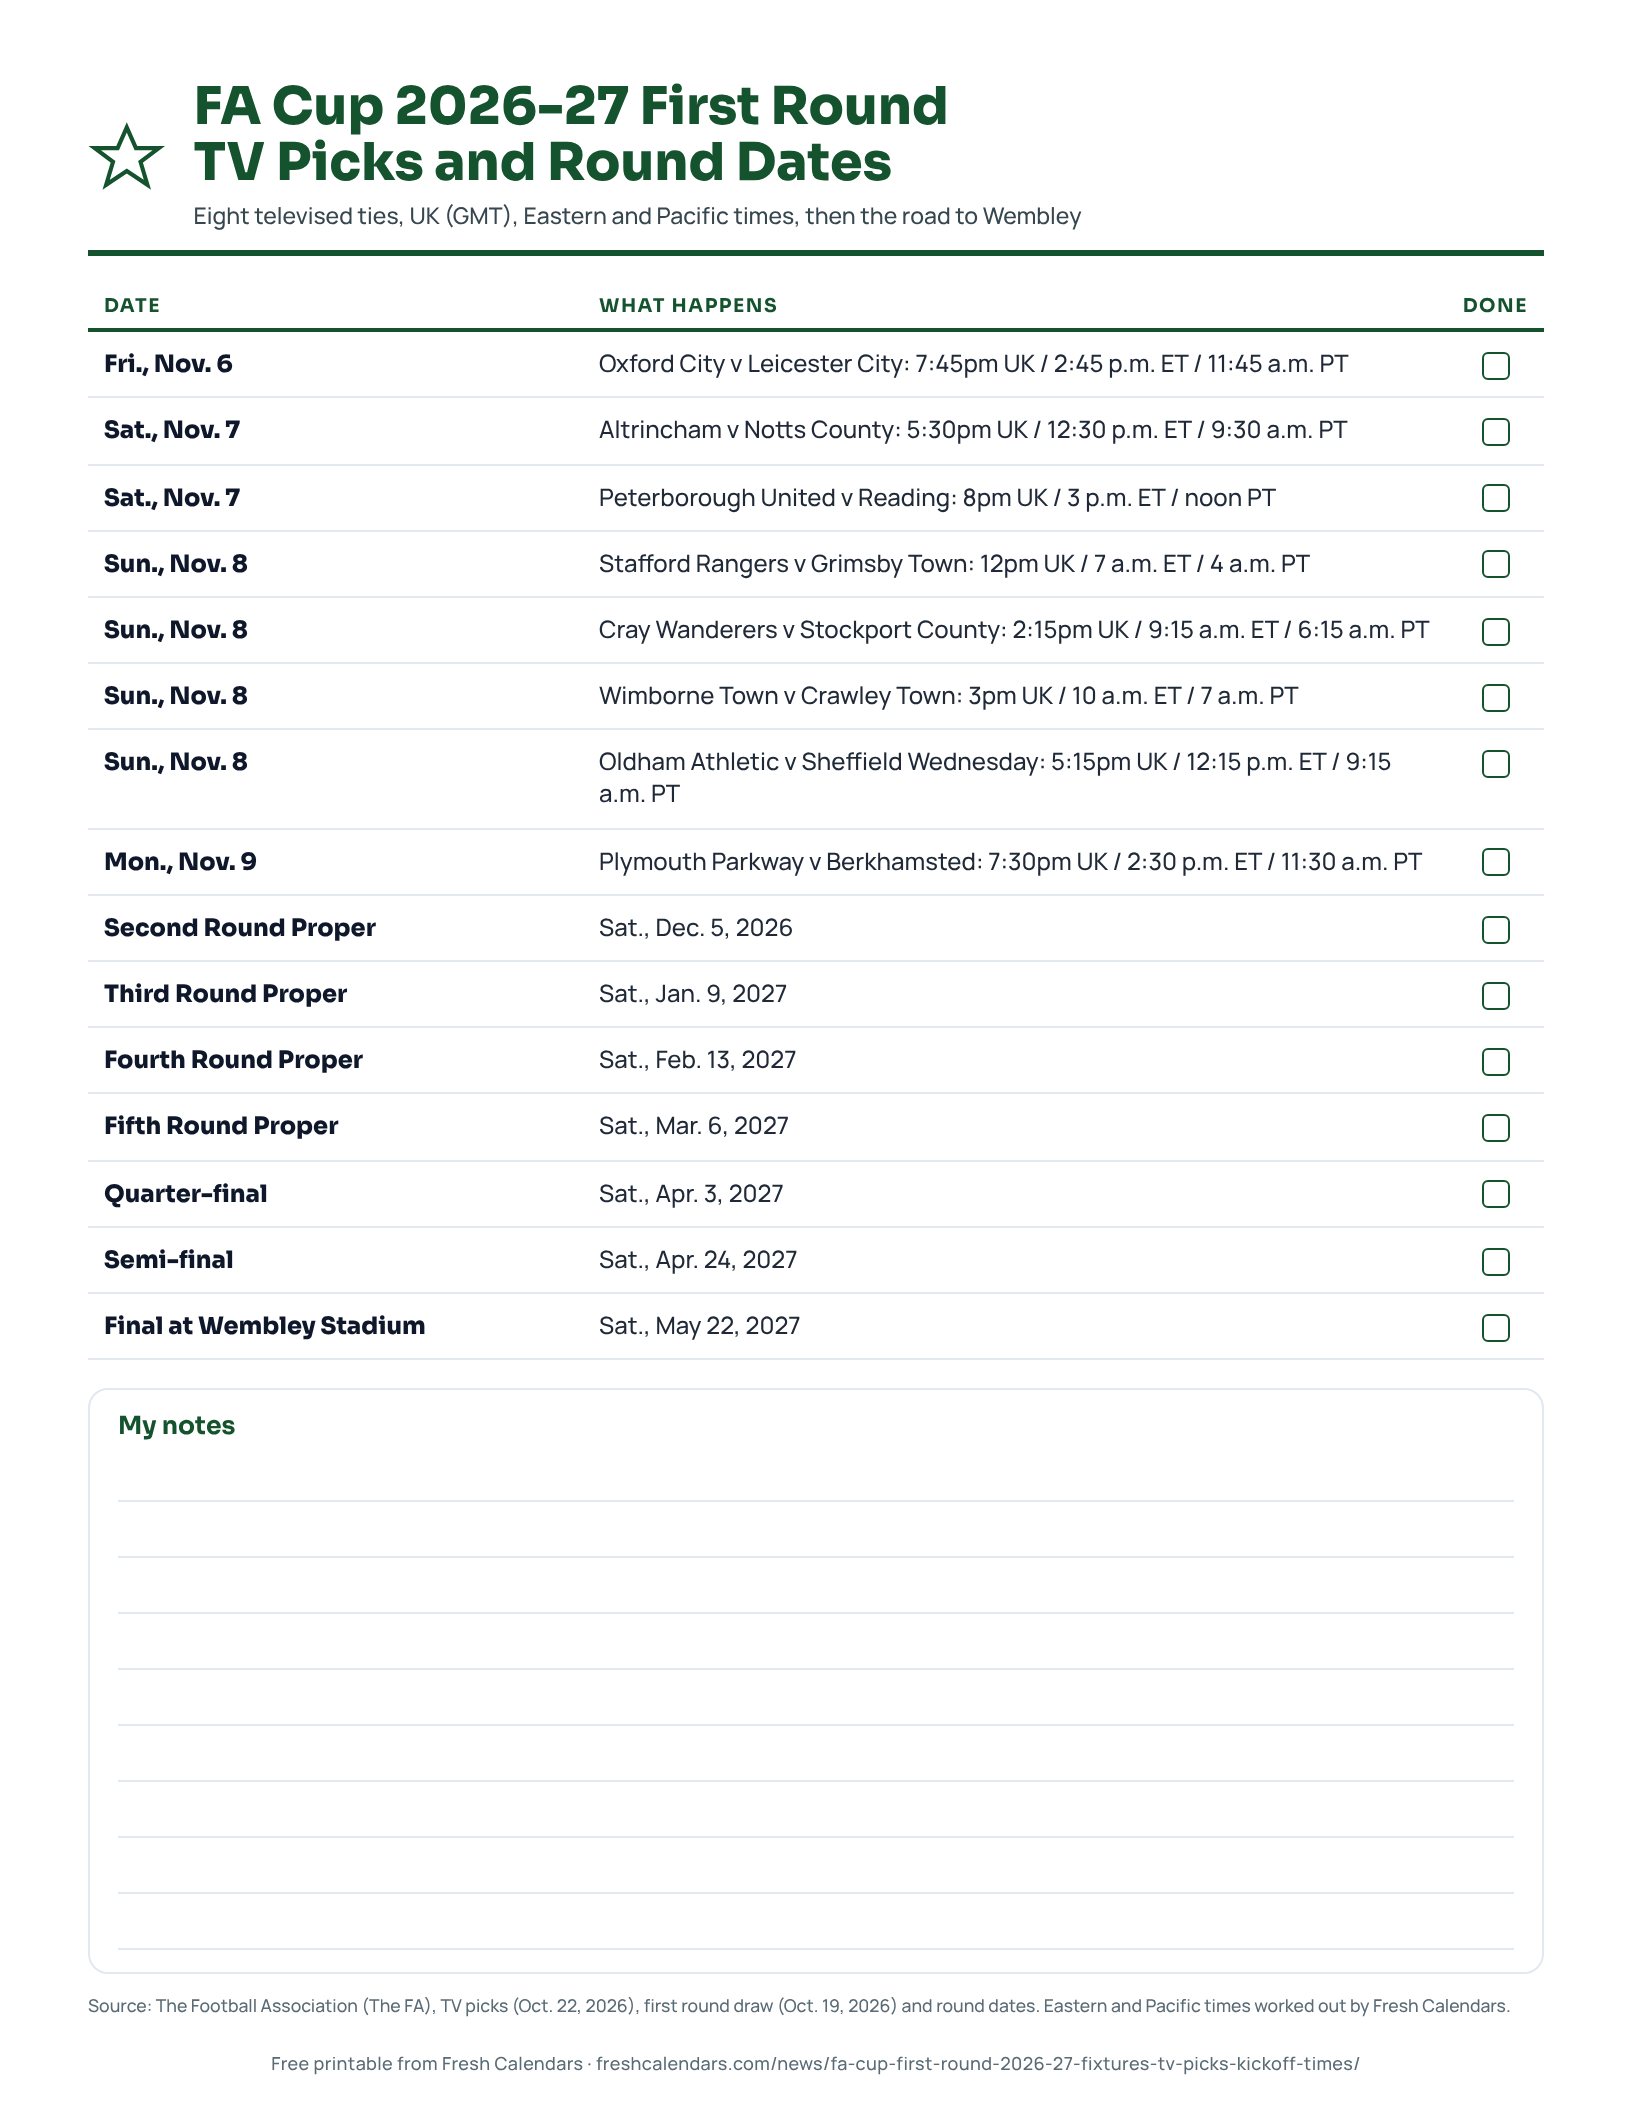 FA Cup 2026–27 First Round
TV Picks and Round Dates
Eight televised ties, UK (GMT), Eastern and Pacific times, then the road to Wembley
DATE WHAT HAPPENS DONE
Fri., Nov. 6 Oxford City v Leicester City: 7:45pm UK / 2:45 p.m. ET / 11:45 a.m. PT
Sat., Nov. 7 Altrincham v Notts County: 5:30pm UK / 12:30 p.m. ET / 9:30 a.m. PT
Sat., Nov. 7 Peterborough United v Reading: 8pm UK / 3 p.m. ET / noon PT
Sun., Nov. 8 Stafford Rangers v Grimsby Town: 12pm UK / 7 a.m. ET / 4 a.m. PT
Sun., Nov. 8 Cray Wanderers v Stockport County: 2:15pm UK / 9:15 a.m. ET / 6:15 a.m. PT
Sun., Nov. 8 Wimborne Town v Crawley Town: 3pm UK / 10 a.m. ET / 7 a.m. PT
Sun., Nov. 8 Oldham Athletic v Sheffield Wednesday: 5:15pm UK / 12:15 p.m. ET / 9:15
a.m. PT
Mon., Nov. 9 Plymouth Parkway v Berkhamsted: 7:30pm UK / 2:30 p.m. ET / 11:30 a.m. PT
Second Round Proper Sat., Dec. 5, 2026
Third Round Proper Sat., Jan. 9, 2027
Fourth Round Proper Sat., Feb. 13, 2027
Fifth Round Proper Sat., Mar. 6, 2027
Quarter-final Sat., Apr. 3, 2027
Semi-final Sat., Apr. 24, 2027
Final at Wembley Stadium Sat., May 22, 2027
My notes
Source: The Football Association (The FA), TV picks (Oct. 22, 2026), first round draw (Oct. 19, 2026) and round dates. Eastern and Pacific times worked out by Fresh Calendars.
Free printable from Fresh Calendars · freshcalendars.com/news/fa-cup-first-round-2026-27-fixtures-tv-picks-kickoff-times/